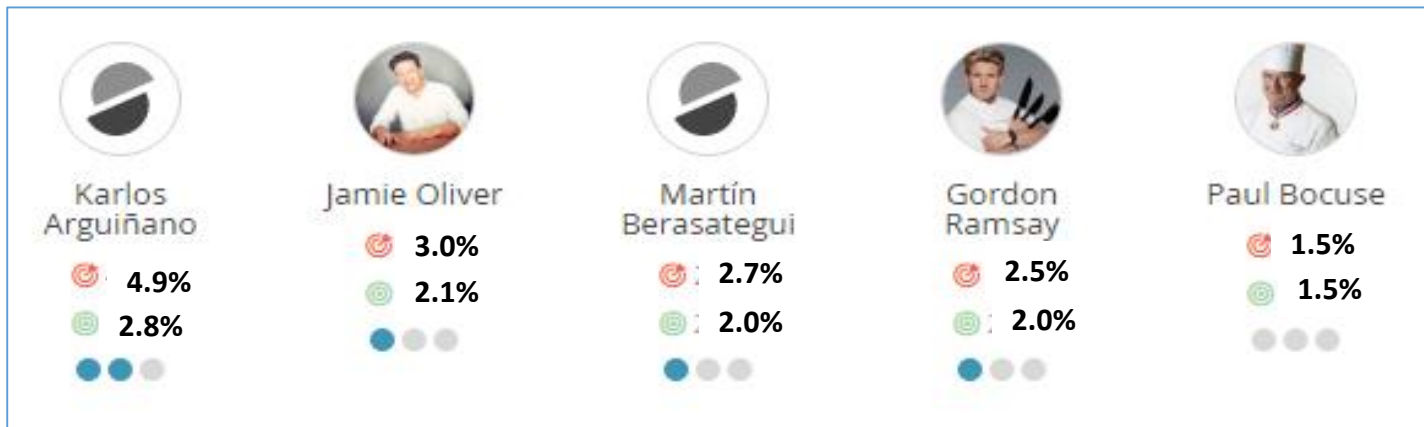 Karlos
Arguiñano
4.9%
2.8%
Jamie Oliver
3.0%
2.1%
Martín
Berasategui
2.7%
2.0%
Gordon
Ramsay
2.5%
2.0%
Paul Bocuse
1.5%
1.5%